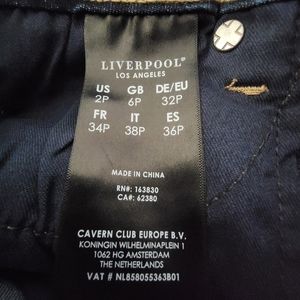 LIVERPOOL
LOS ANGELES
US GB DE/EU
2P 6P 32P
FR IT ES
34P 38P 36P
MADE IN CHINA
RN#: 163830
CA#: 62380
CAVERN CLUB EUROPE B.V.
KONINGIN WILHELMINAPLEIN 1
1062 HG AMSTERDAM
THE NETHERLANDS
VAT # NL858055363B01